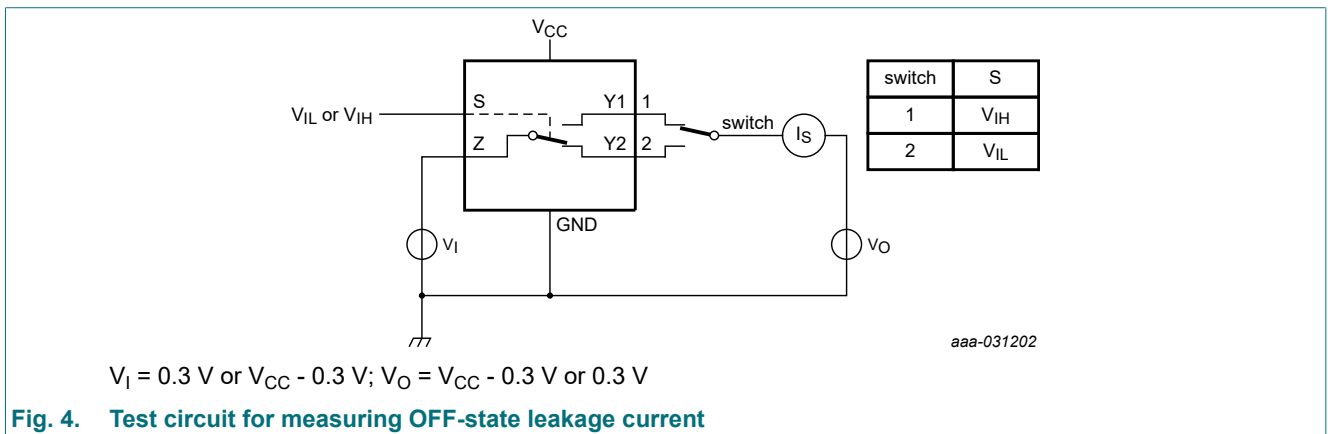 VCC
switch S
1 VIH
2 VIL
VIL or VIH
S
Z
Y1 1
Y2 2
switch
IS
GND
VI
VO
aaa-031202
VI = 0.3 V or VCC - 0.3 V; VO = VCC - 0.3 V or 0.3 V
Fig. 4. Test circuit for measuring OFF-state leakage current